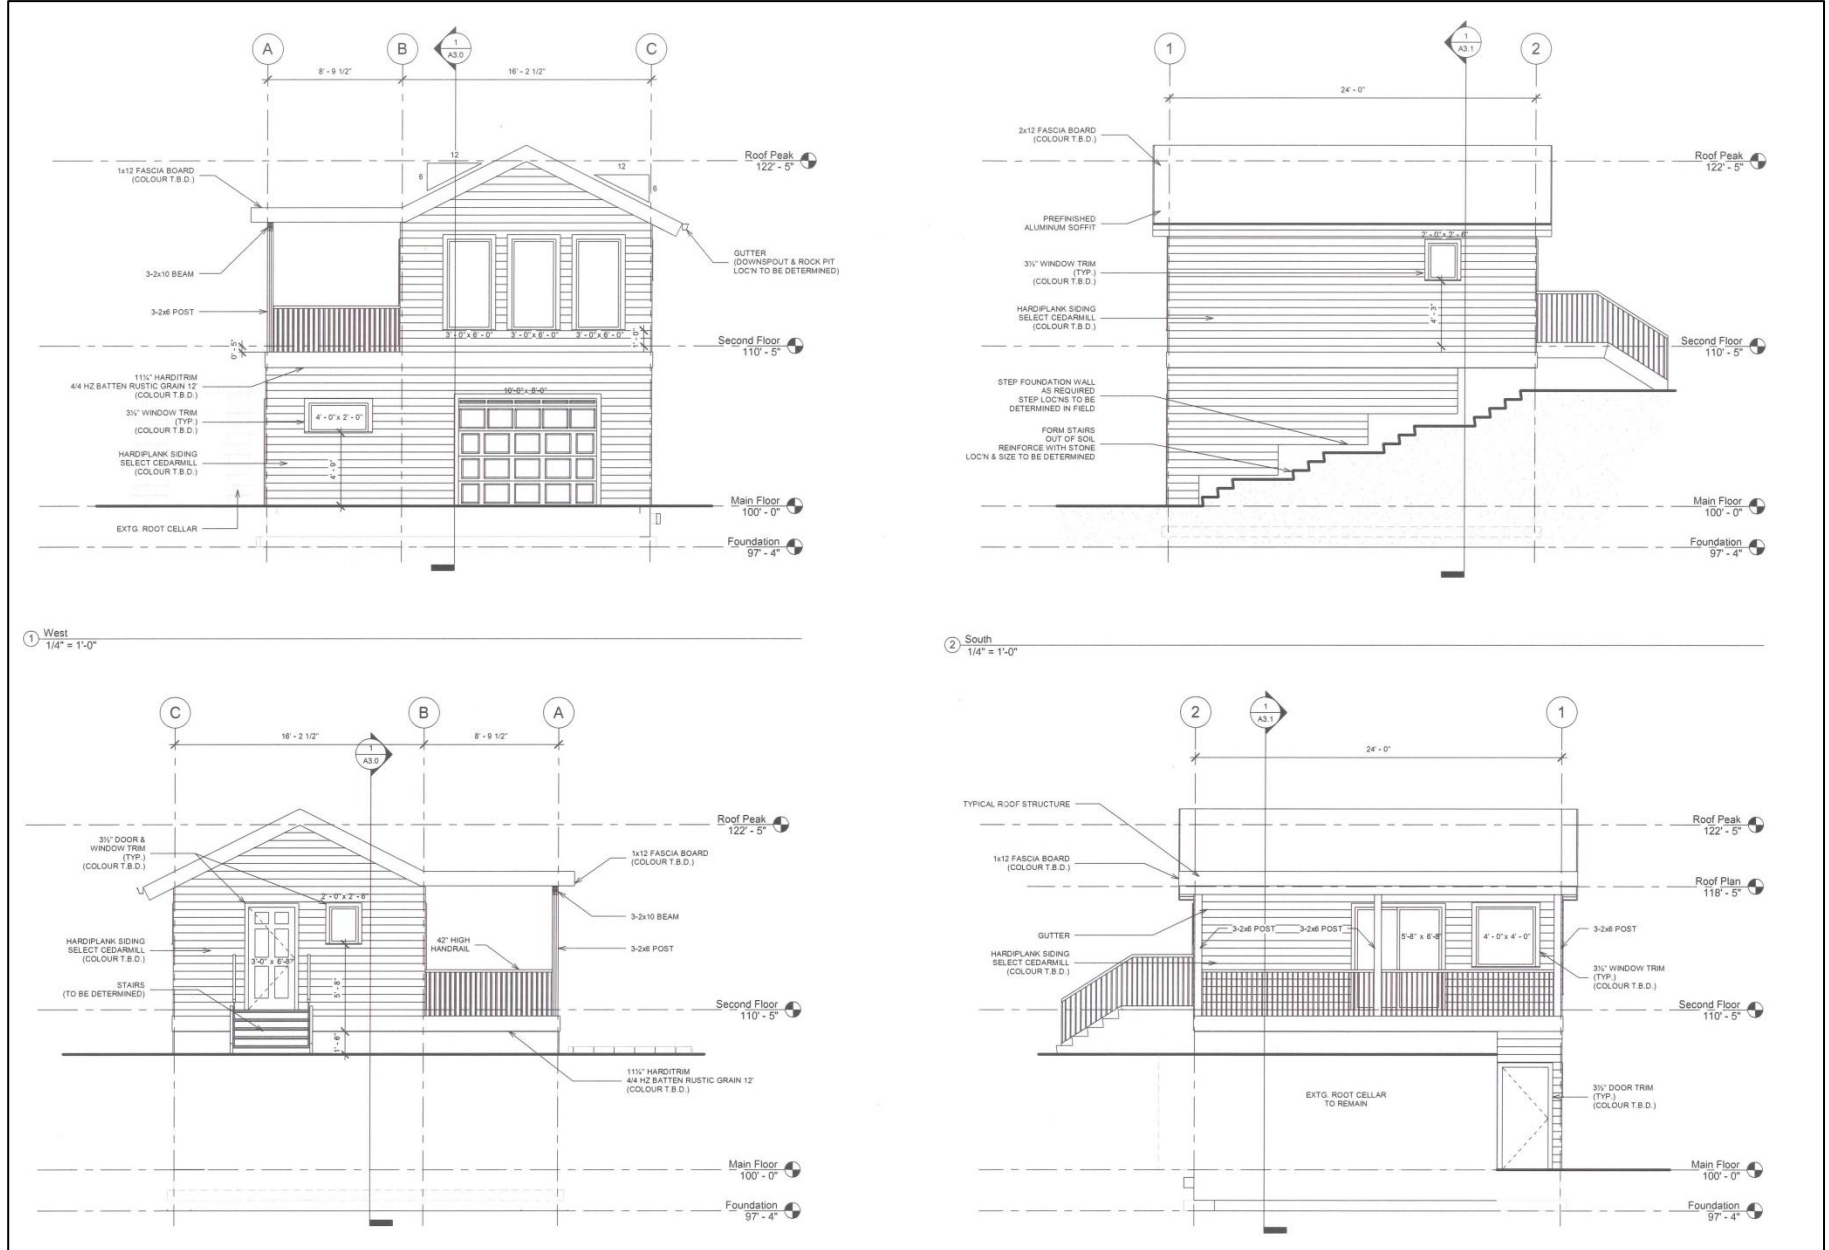 A
B
1
A3.0
C
8' - 9 1/2"
16' - 2 1/2"
12
6
12
6
Roof Peak
122' - 5"
1x12 FASCIA BOARD
(COLOUR T.B.D.)
GUTTER
(DOWNSPOUT & ROCK PIT
LOC'N TO BE DETERMINED)
3-2x10 BEAM
3-2x6 POST
3' - 0" x 6' - 0"
3' - 0" x 6' - 0"
3' - 0" x 6' - 0"
1' - 0"
0' - 5"
Second Floor
110' - 5"
11¼" HARDITRIM
4/4 HZ BATTEN RUSTIC GRAIN 12'
(COLOUR T.B.D.)
10'-0" x 8'-0"
3½" WINDOW TRIM
(TYP.)
(COLOUR T.B.D.)
4' - 0" x 2' - 0"
HARDIPLANK SIDING
SELECT CEDARMILL
(COLOUR T.B.D.)
4' - 9"
Main Floor
100' - 0"
EXTG. ROOT CELLAR
Foundation
97' - 4"
1
West
1/4" = 1'-0"
1
1
A3.1
2
24' - 0"
2x12 FASCIA BOARD
(COLOUR T.B.D.)
Roof Peak
122' - 5"
PREFINISHED
ALUMINUM SOFFIT
2' - 0" x 2' - 6"
3½" WINDOW TRIM
(TYP.)
(COLOUR T.B.D.)
HARDIPLANK SIDING
SELECT CEDARMILL
(COLOUR T.B.D.)
4' - 3"
Second Floor
110' - 5"
STEP FOUNDATION WALL
AS REQUIRED
STEP LOC'NS TO BE
DETERMINED IN FIELD
FORM STAIRS
OUT OF SOIL
REINFORCE WITH STONE
LOC'N & SIZE TO BE DETERMINED
Main Floor
100' - 0"
Foundation
97' - 4"
2
South
1/4" = 1'-0"
C
1
A3.0
B
A
16' - 2 1/2"
8' - 9 1/2"
Roof Peak
122' - 5"
3½" DOOR &
WINDOW TRIM
(TYP.)
(COLOUR T.B.D.)
1x12 FASCIA BOARD
(COLOUR T.B.D.)
2' - 0" x 2' - 6"
3-2x10 BEAM
HARDIPLANK SIDING
SELECT CEDARMILL
(COLOUR T.B.D.)
42" HIGH
HANDRAIL
3-2x6 POST
3'-0" x 6'-8"
STAIRS
(TO BE DETERMINED)
5' - 8"
Second Floor
110' - 5"
1' - 6"
11¼" HARDITRIM
4/4 HZ BATTEN RUSTIC GRAIN 12'
(COLOUR T.B.D.)
Main Floor
100' - 0"
Foundation
97' - 4"
2
1
A3.1
1
24' - 0"
TYPICAL ROOF STRUCTURE
Roof Peak
122' - 5"
1x12 FASCIA BOARD
(COLOUR T.B.D.)
Roof Plan
118' - 5"
GUTTER
3-2x6 POST
3-2x6 POST
5'-8" x 6'-8"
4' - 0" x 4' - 0"
3-2x6 POST
HARDIPLANK SIDING
SELECT CEDARMILL
(COLOUR T.B.D.)
3½" WINDOW TRIM
(TYP.)
(COLOUR T.B.D.)
Second Floor
110' - 5"
EXTG. ROOT CELLAR
TO REMAIN
3½" DOOR TRIM
(TYP.)
(COLOUR T.B.D.)
Main Floor
100' - 0"
Foundation
97' - 4"